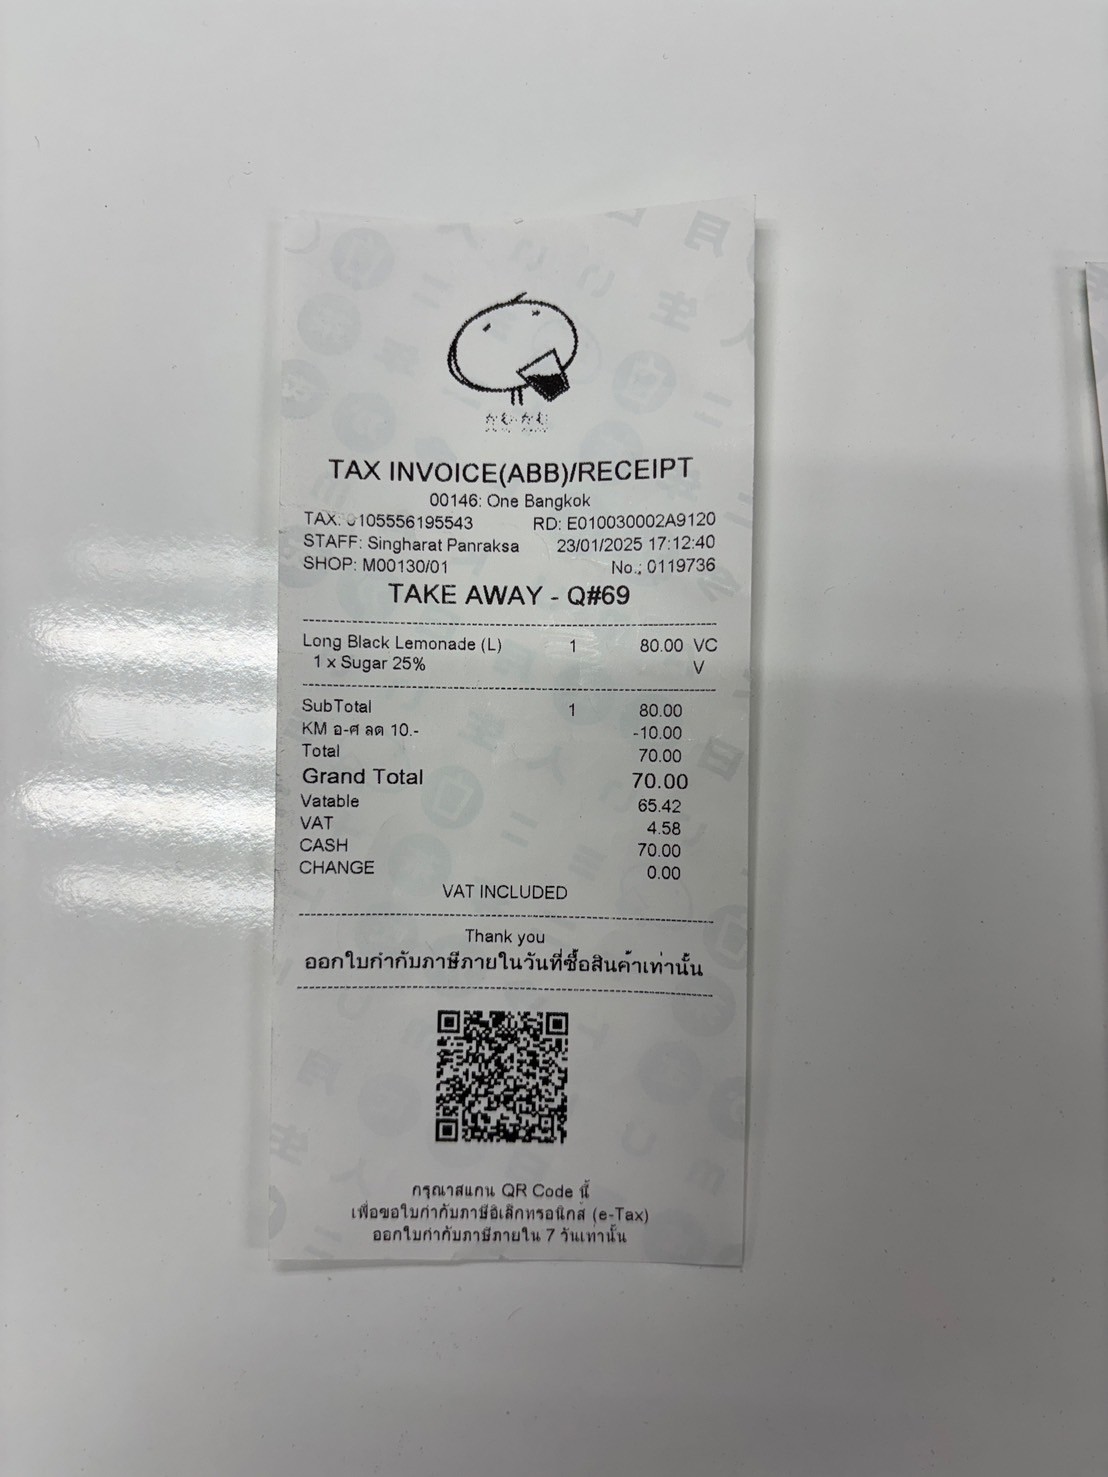 TAX INVOICE(ABB)/RECEIPT
00146: One Bangkok
TAX: 0105556195543 RD: E010030002A9120
STAFF: Singharat Panraksa 23/01/2025 17:12:40
SHOP: M00130/01 No.: 0119736
TAKE AWAY - Q#69
Long Black Lemonade (L) 1 80.00 VC
1 x Sugar 25% V
SubTotal 1 80.00
KM อ-ศ ลด 10.- -10.00
Total 70.00
Grand Total 70.00
Vatable 65.42
VAT 4.58
CASH 70.00
CHANGE 0.00
VAT INCLUDED
Thank you
ออกใบกำกับภาษีภายในวันที่ซื้อสินค้าเท่านั้น
กรุณาสแกน QR Code นี้
เพื่อขอใบกำกับภาษีอิเล็กทรอนิกส์ (e-Tax)
ออกใบกำกับภาษีภายใน 7 วันเท่านั้น